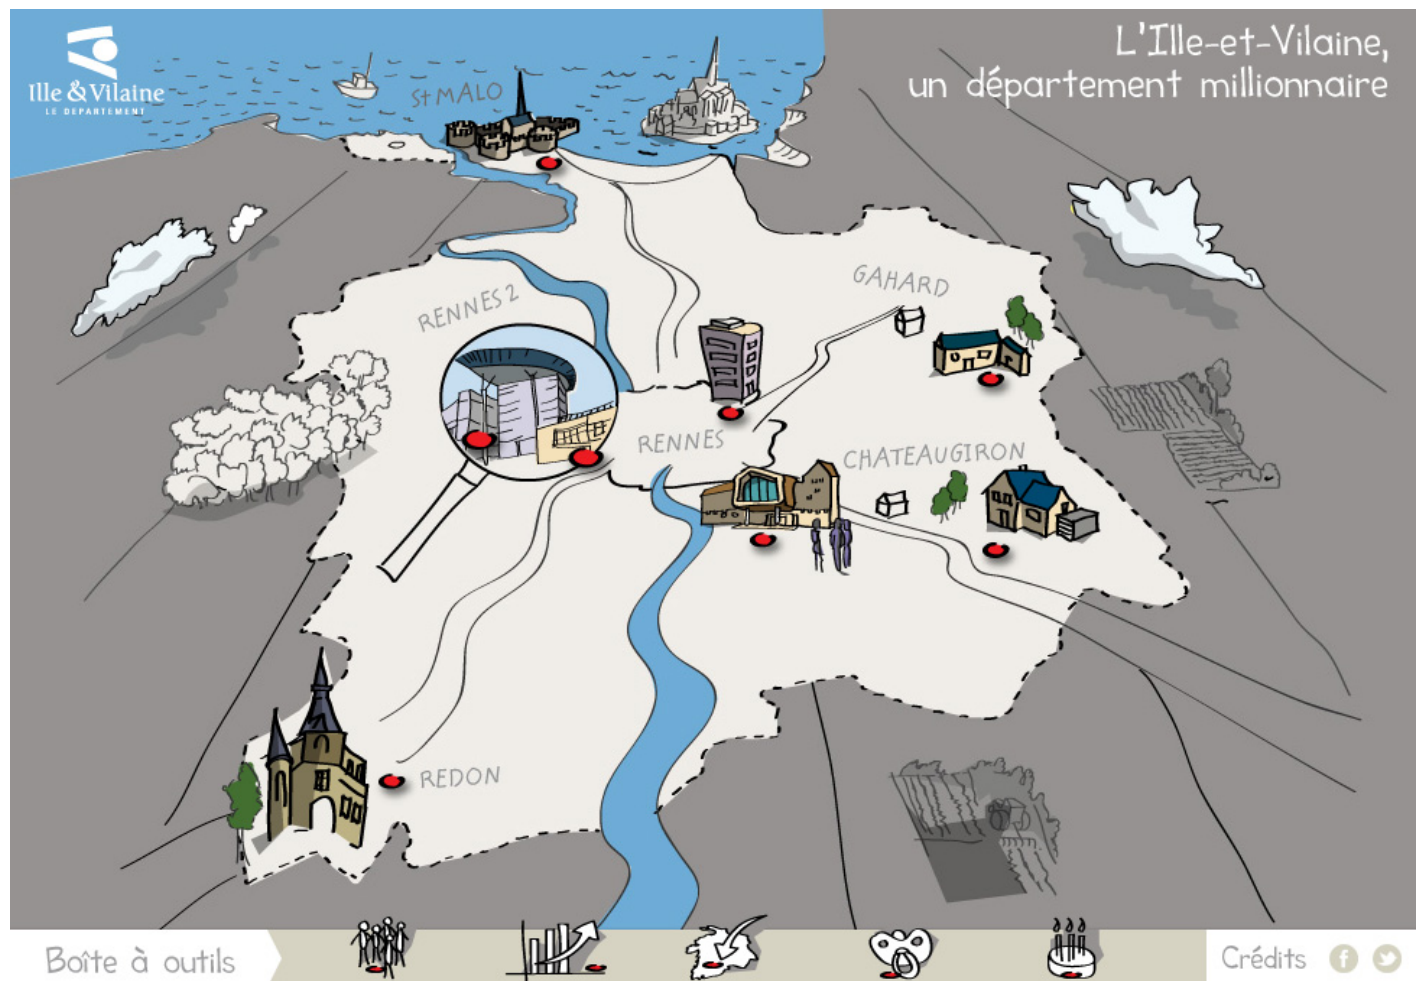 L'Ille-et-Vilaine,
un département millionnaire
Ille & Vilaine
LE DEPARTEMENT
St MALO
GAHARD
RENNES 2
RENNES
CHATEAUGIRON
REDON
Boîte à outils
Crédits